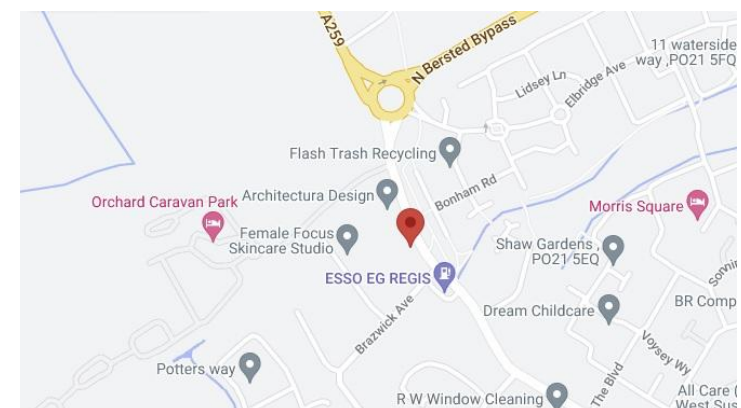 A259
N Bersted Bypass
11 waterside
way ,PO21 5FQ
Lidsey Ln
Elbridge Ave
Flash Trash Recycling
Bonham Rd
Orchard Caravan Park
Architectura Design
Morris Square
Female Focus
Skincare Studio
Shaw Gardens ,
PO21 5EQ
ESSO EG REGIS
Sonnin
Dream Childcare
BR Comp
Brazwick Ave
Voysey Wy
Potters way
The Blvd
R W Window Cleaning
All Care (
West Sus